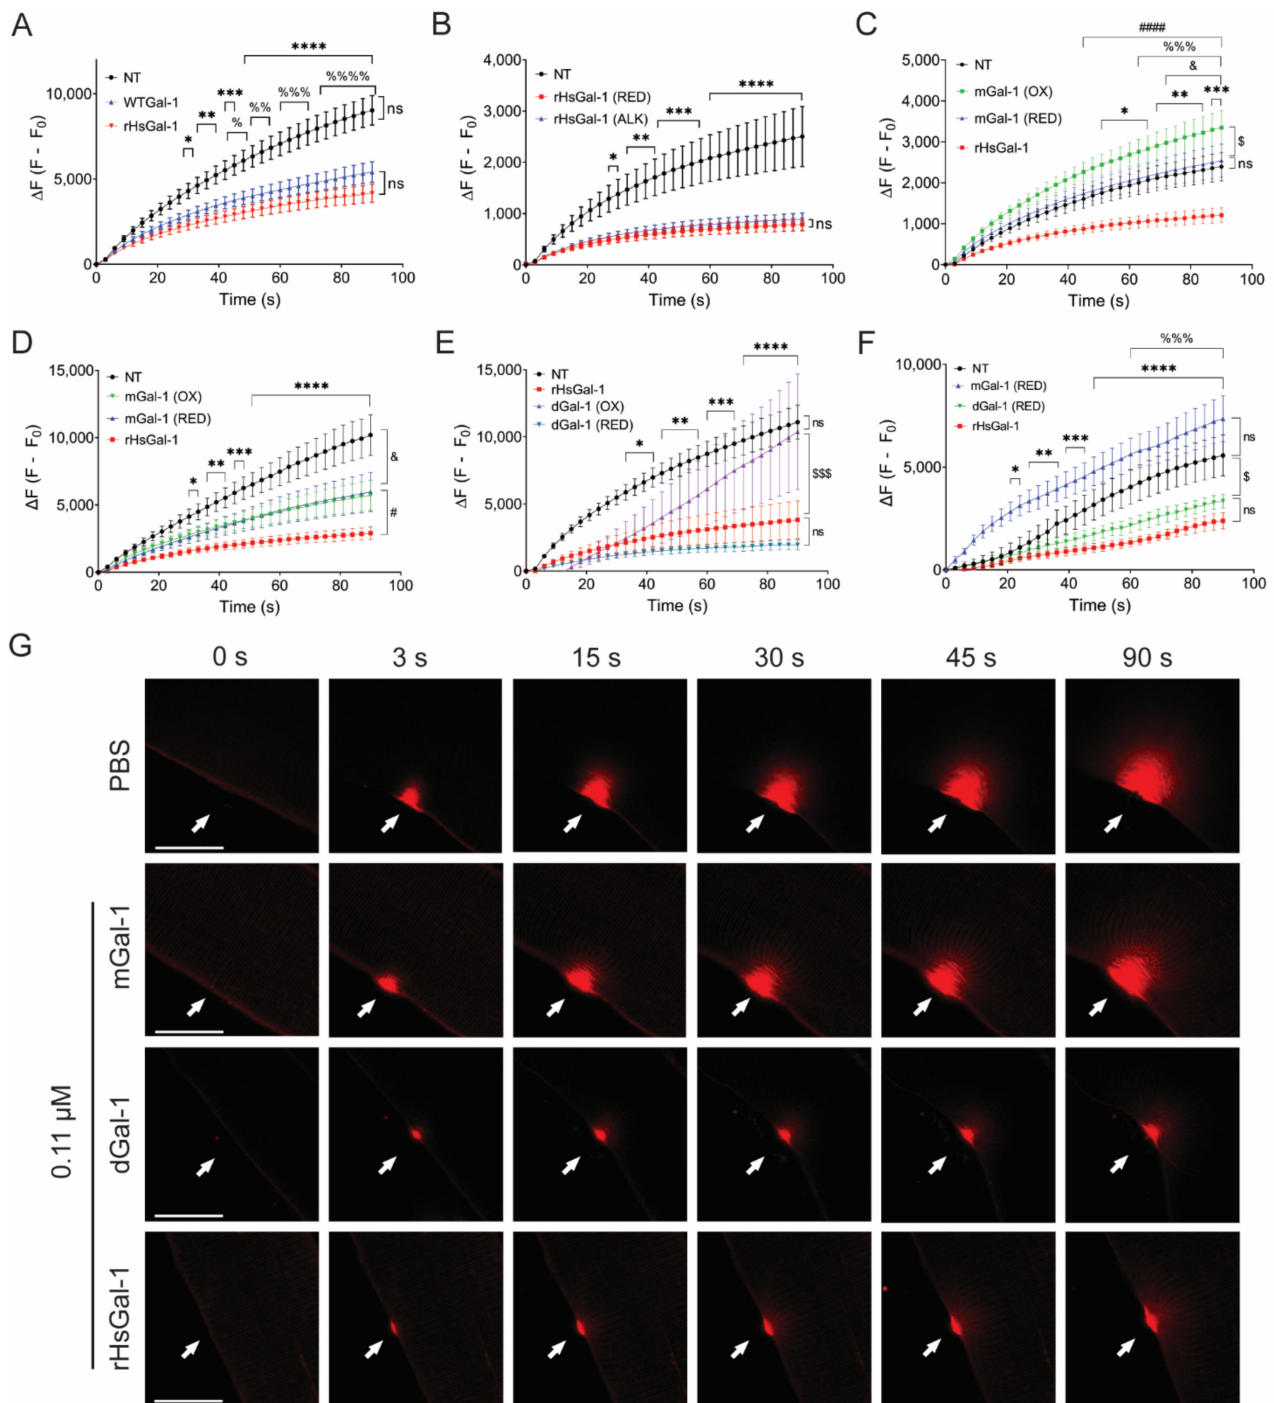 A
ΔF (F - F0)
10,000
5,000
0
0 20 40 60 80 100
Time (s)
NT
WTGal-1
rHsGal-1
* ** *** ****
% %% %%% %%%%
ns
ns
B
ΔF (F - F0)
4,000
3,000
2,000
1,000
0
0 20 40 60 80 100
Time (s)
NT
rHsGal-1 (RED)
rHsGal-1 (ALK)
* ** *** ****
ns
C
ΔF (F - F0)
5,000
4,000
3,000
2,000
1,000
0
0 20 40 60 80 100
Time (s)
NT
mGal-1 (OX)
mGal-1 (RED)
rHsGal-1
####
%%%
&
* ** ***
$
ns
D
ΔF (F - F0)
15,000
10,000
5,000
0
0 20 40 60 80 100
Time (s)
NT
mGal-1 (OX)
mGal-1 (RED)
rHsGal-1
* ** *** ****
&
#
E
ΔF (F - F0)
15,000
10,000
5,000
0
0 20 40 60 80 100
Time (s)
NT
rHsGal-1
dGal-1 (OX)
dGal-1 (RED)
* ** *** ****
ns
$$$
ns
F
ΔF (F - F0)
10,000
5,000
0
0 20 40 60 80 100
Time (s)
NT
mGal-1 (RED)
dGal-1 (RED)
rHsGal-1
%%%
* ** *** ****
ns
$
ns
G
0 s 3 s 15 s 30 s 45 s 90 s
PBS
0.11 µM
mGal-1
dGal-1
rHsGal-1